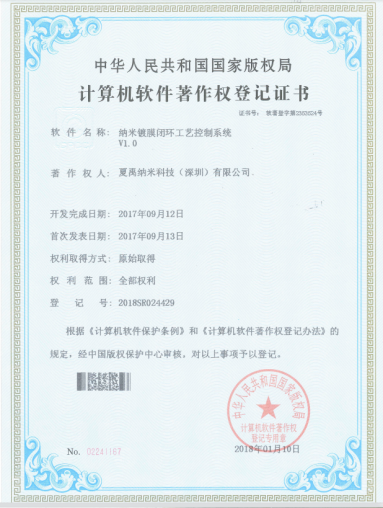 中华人民共和国国家版权局
计算机软件著作权登记证书
证书号： 软著登字第2353524号
软件名称： 纳米镀膜闭环工艺控制系统
V1.0
著作权人： 夏禹纳米科技（深圳）有限公司
开发完成日期： 2017年09月12日
首次发表日期： 2017年09月13日
权利取得方式： 原始取得
权利范围： 全部权利
登记号： 2018SR024429
根据《计算机软件保护条例》和《计算机软件著作权登记办法》的
规定，经中国版权保护中心审核，对以上事项予以登记。
中华人民共和国国家版权局
计算机软件著作权
登记专用章
No. 02241167
2018年01月10日